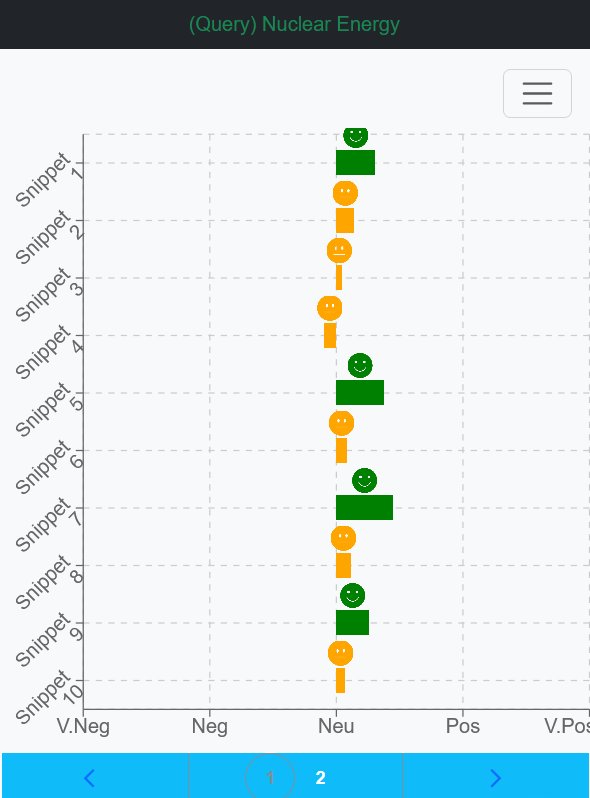 (Query) Nuclear Energy
Snippet 1
Snippet 2
Snippet 3
Snippet 4
Snippet 5
Snippet 6
Snippet 7
Snippet 8
Snippet 9
Snippet 10
V.Neg Neg Neu Pos V.Pos
1 2